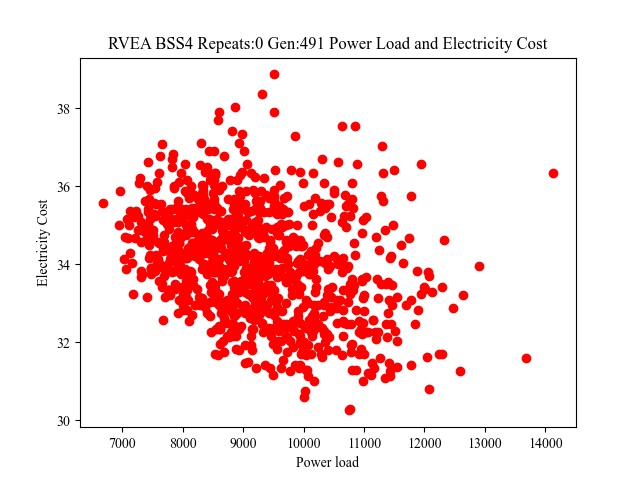 RVEA BSS4 Repeats:0 Gen:491 Power Load and Electricity Cost
Electricity Cost
38
36
34
32
30
7000 8000 9000 10000 11000 12000 13000 14000
Power load